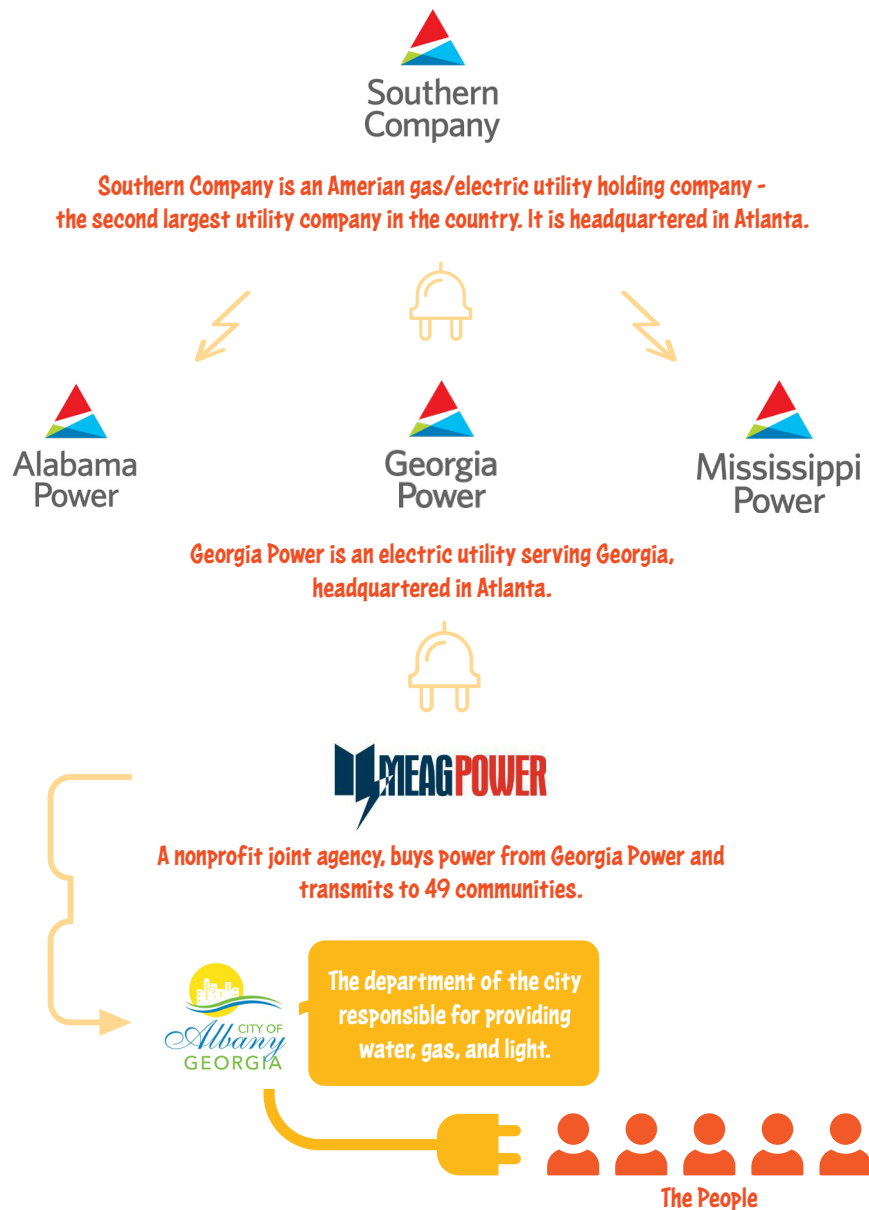 Southern
Company
Southern Company is an Amerian gas/electric utility holding company -
the second largest utility company in the country. It is headquartered in Atlanta.
Alabama
Power
Georgia
Power
Mississippi
Power
Georgia Power is an electric utility serving Georgia,
headquartered in Atlanta.
MEAG POWER
A nonprofit joint agency, buys power from Georgia Power and
transmits to 49 communities.
CITY OF
Albany
GEORGIA
The department of the city
responsible for providing
water, gas, and light.
The People